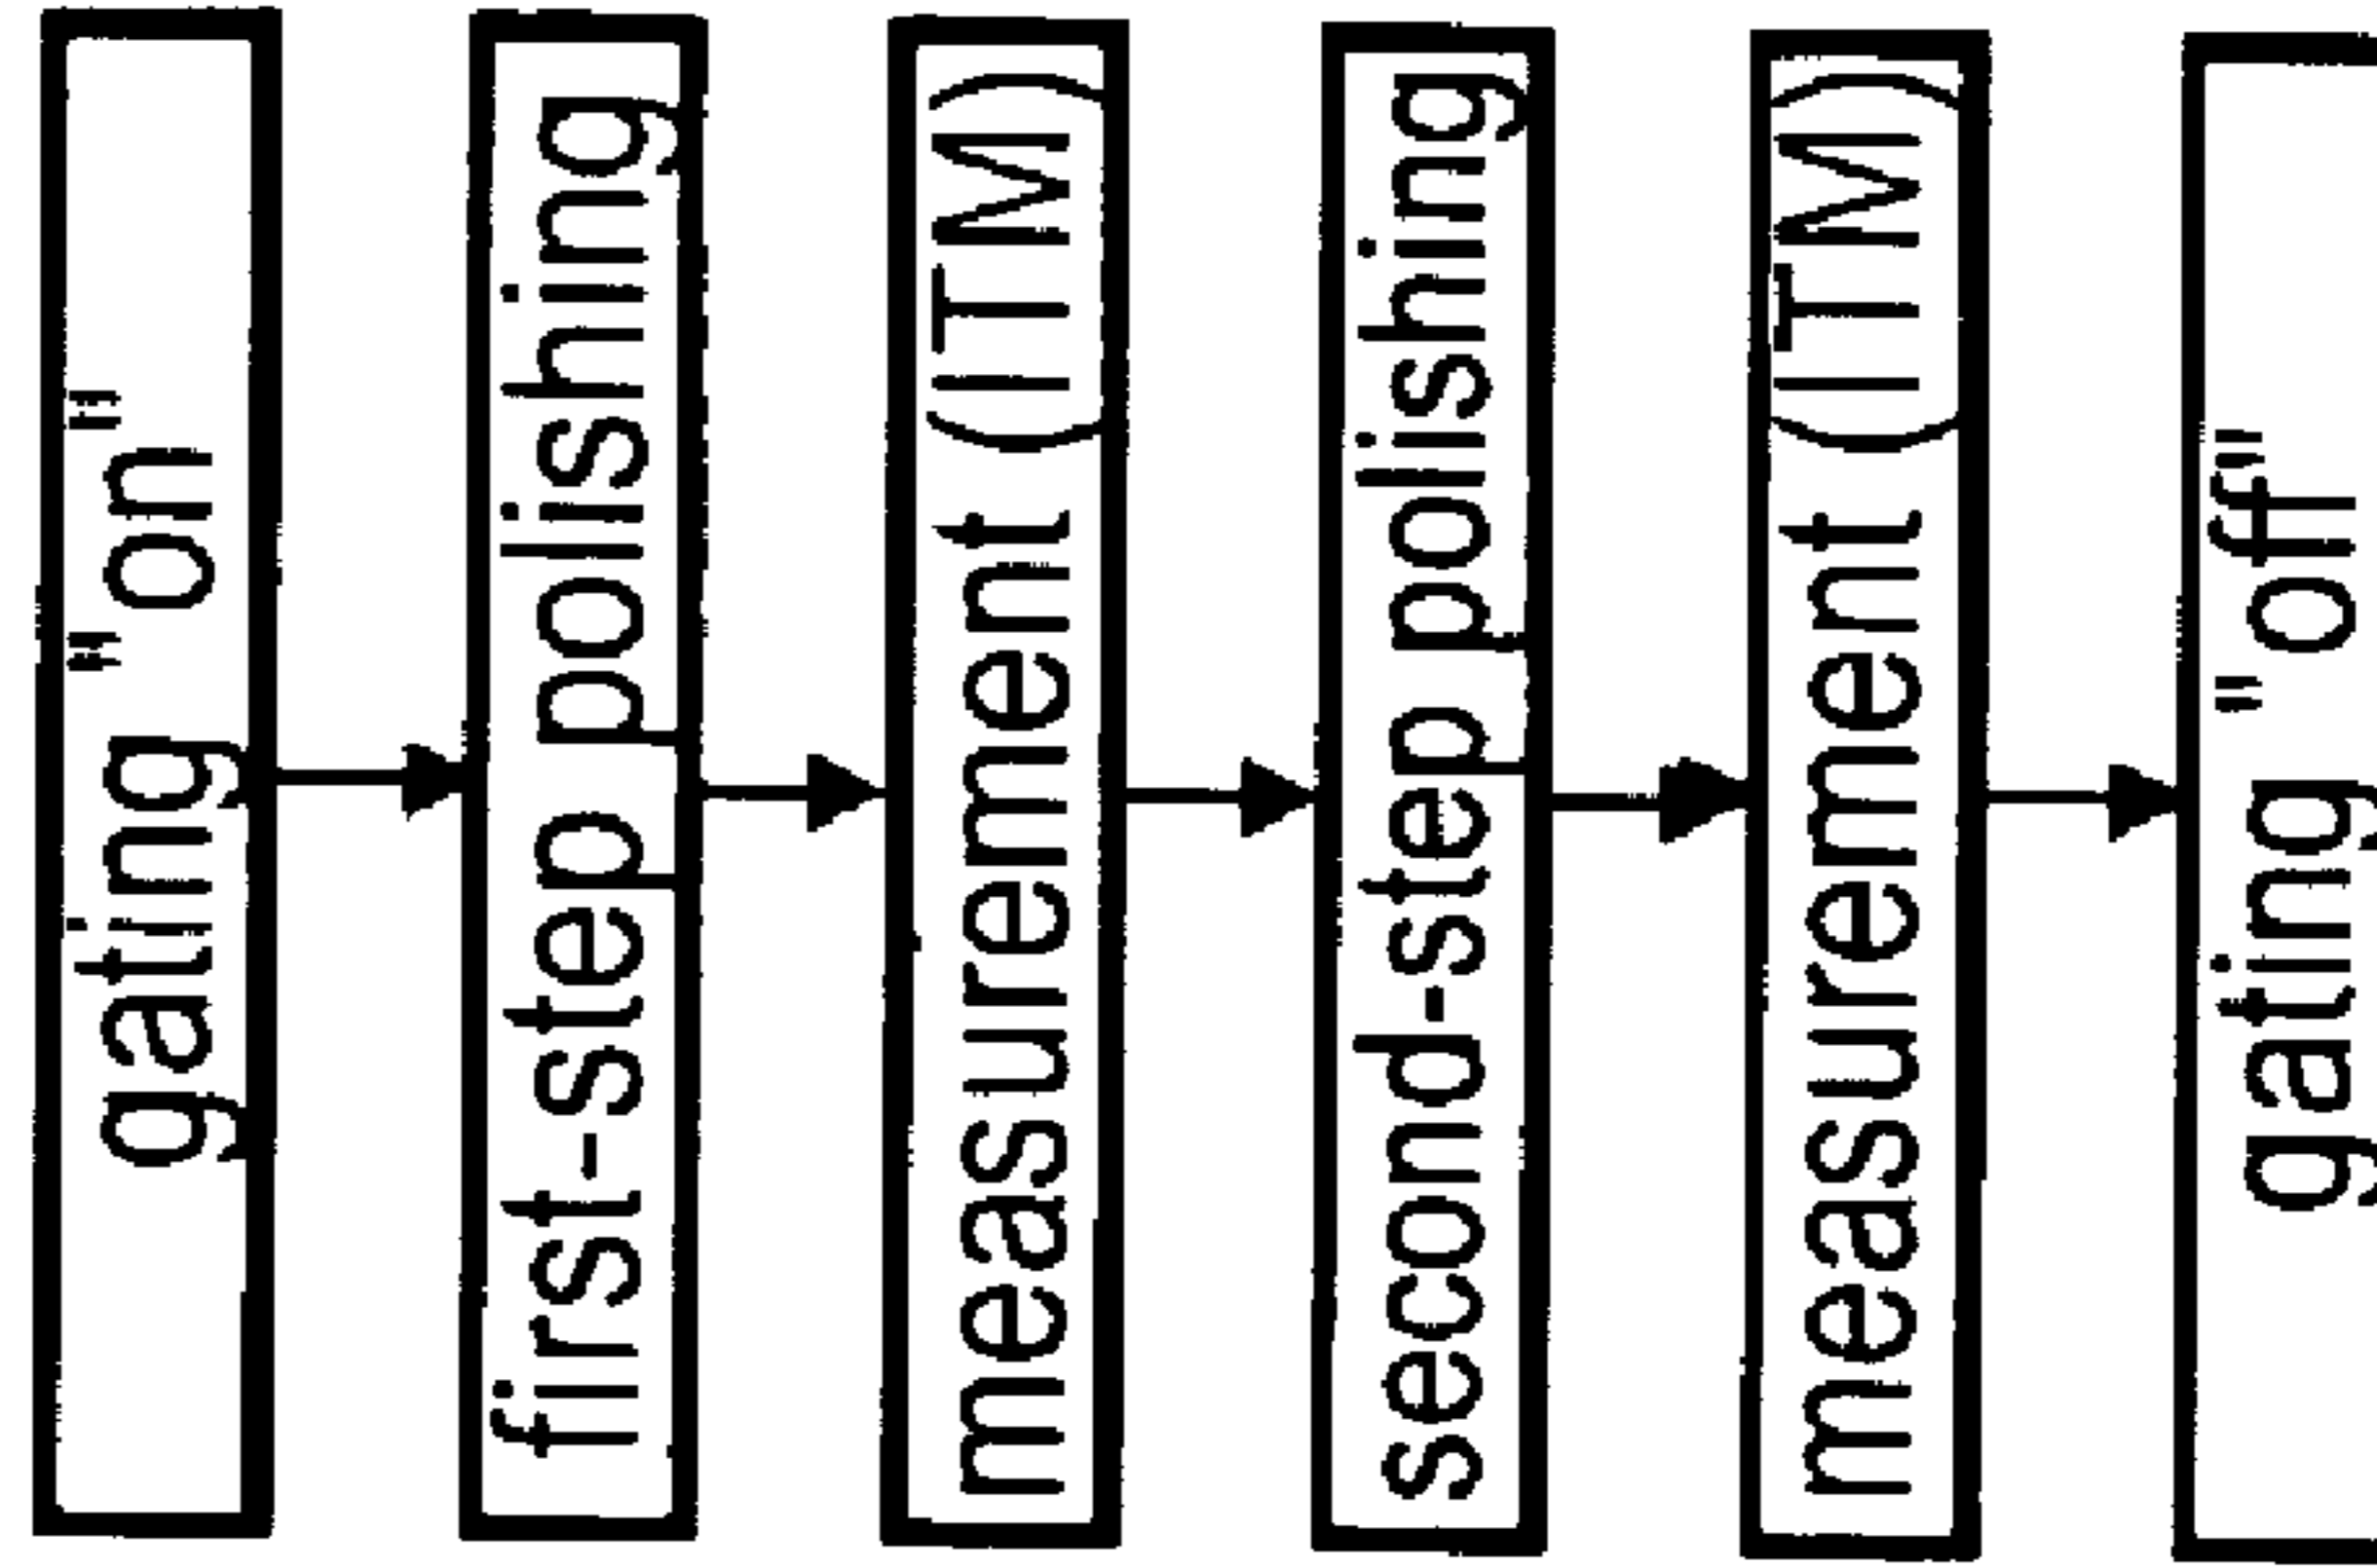 gating "on"
first-step polishing
measurement (ITM)
second-step polishing
measurement (ITM)
gating "off"